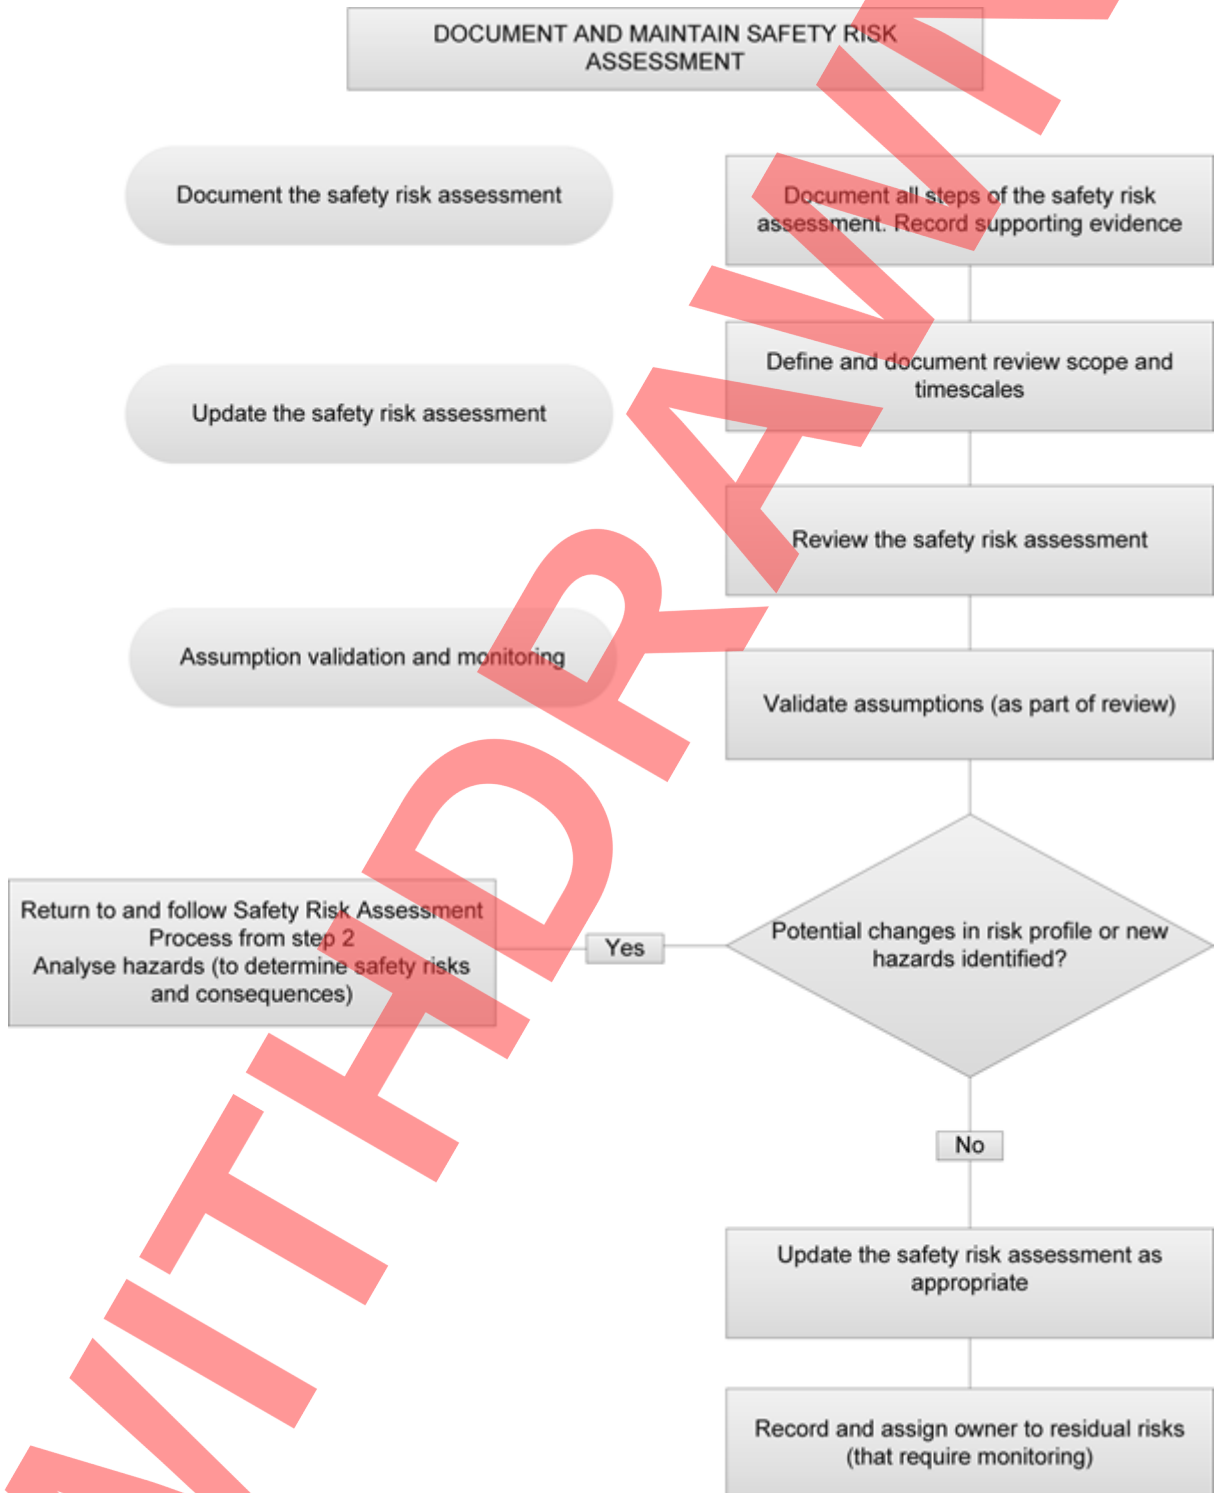 DOCUMENT AND MAINTAIN SAFETY RISK
ASSESSMENT
Document the safety risk assessment
Document all steps of the safety risk
assessment. Record supporting evidence
Define and document review scope and
timescales
Update the safety risk assessment
Review the safety risk assessment
Assumption validation and monitoring
Validate assumptions (as part of review)
Return to and follow Safety Risk Assessment
Process from step 2
Analyse hazards (to determine safety risks
and consequences)
Yes
Potential changes in risk profile or new
hazards identified?
No
Update the safety risk assessment as
appropriate
Record and assign owner to residual risks
(that require monitoring)
WITHDRAWN